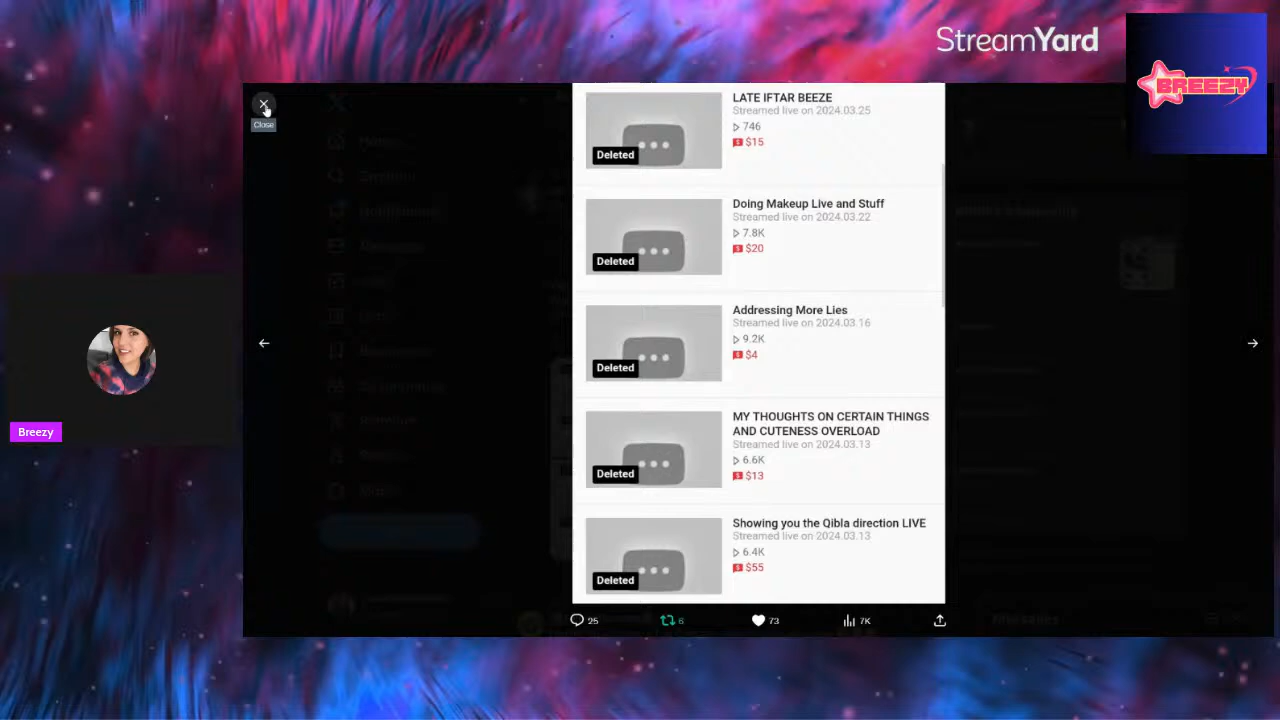 StreamYard
BREEZY
Close
LATE IFTAR BEEZE
Streamed live on 2024.03.25
746
$15
Deleted
Doing Makeup Live and Stuff
Streamed live on 2024.03.22
7.8K
$20
Deleted
Addressing More Lies
Streamed live on 2024.03.16
9.2K
$4
Deleted
MY THOUGHTS ON CERTAIN THINGS
AND CUTENESS OVERLOAD
Streamed live on 2024.03.13
6.6K
$13
Deleted
Showing you the Qibla direction LIVE
Streamed live on 2024.03.13
6.4K
$55
Deleted
Breezy
25
6
73
7K